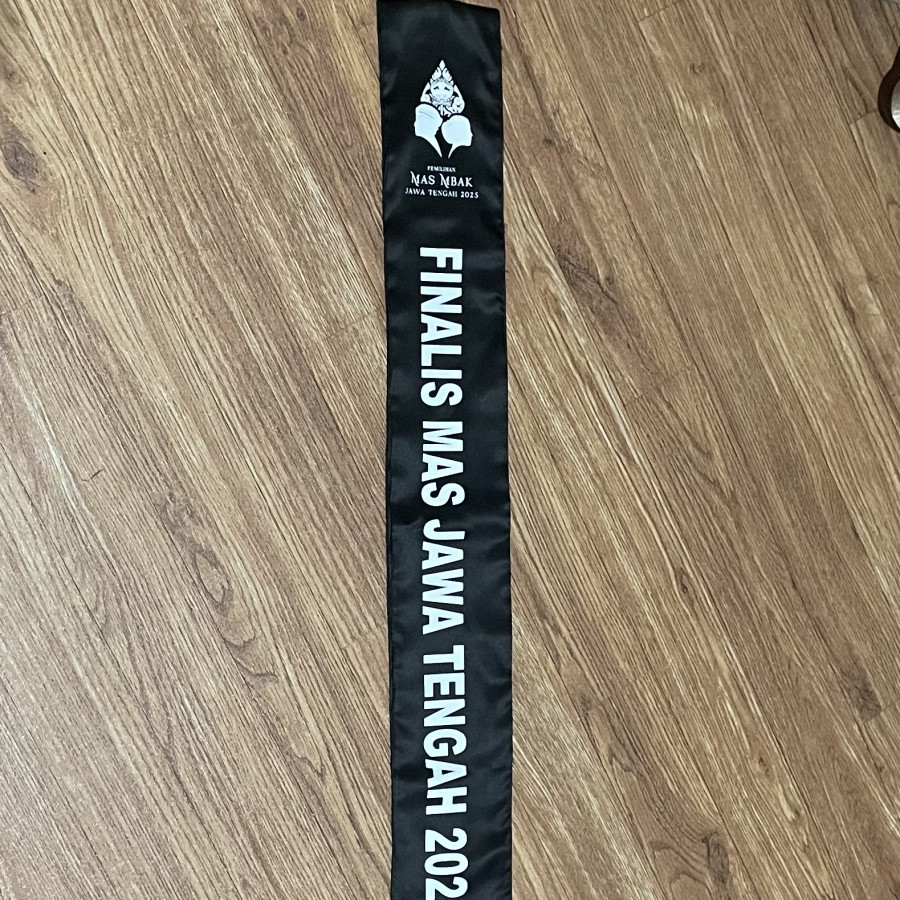 PEMILIHAN
MAS MBAK
JAWA TENGAH 2025
FINALIS MAS JAWA TENGAH 202